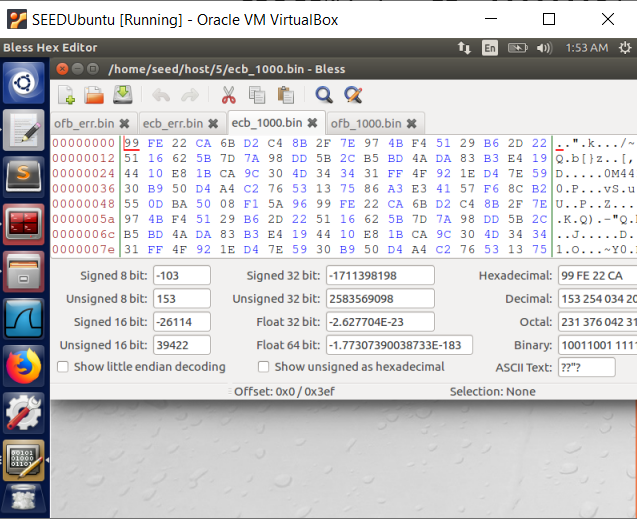 SEEDUbuntu [Running] - Oracle VM VirtualBox
Bless Hex Editor
En
1:53 AM
/home/seed/host/5/ecb_1000.bin - Bless
ofb_err.bin
ecb_err.bin
ecb_1000.bin
ofb_1000.bin
00000000 99 FE 22 CA 6B D2 C4 8B 2F 7E 97 4B F4 51 29 B6 2D 22 ..".k.../~
00000012 51 16 62 5B 7D 7A 98 DD 5B 2C B5 BD 4A DA 83 B3 E4 19 Q.b[}z..[,
00000024 44 10 E8 1B CA 9C 30 4D 34 34 31 FF 4F 92 1E D4 7E 59 D.....0M44
00000036 30 B9 50 D4 A4 C2 76 53 13 75 86 A3 E3 41 57 F6 8C B2 0.P...vS.u
00000048 55 0D BA 50 08 F1 5A 96 99 FE 22 CA 6B D2 C4 8B 2F 7E U..P..Z...
0000005a 97 4B F4 51 29 B6 2D 22 51 16 62 5B 7D 7A 98 DD 5B 2C .K.Q).-"Q.
0000006c B5 BD 4A DA 83 B3 E4 19 44 10 E8 1B CA 9C 30 4D 34 34 ..J.....D.
0000007e 31 FF 4F 92 1E D4 7E 59 30 B9 50 D4 A4 C2 76 53 13 75 1.O...~Y0.
Signed 8 bit: -103 Signed 32 bit: -1711398198 Hexadecimal: 99 FE 22 CA
Unsigned 8 bit: 153 Unsigned 32 bit: 2583569098 Decimal: 153 254 034 20
Signed 16 bit: -26114 Float 32 bit: -2.627704E-23 Octal: 231 376 042 31
Unsigned 16 bit: 39422 Float 64 bit: -1.77307390038733E-183 Binary: 10011001 1111
Show little endian decoding Show unsigned as hexadecimal ASCII Text: ??"?
Offset: 0x0 / 0x3ef Selection: None